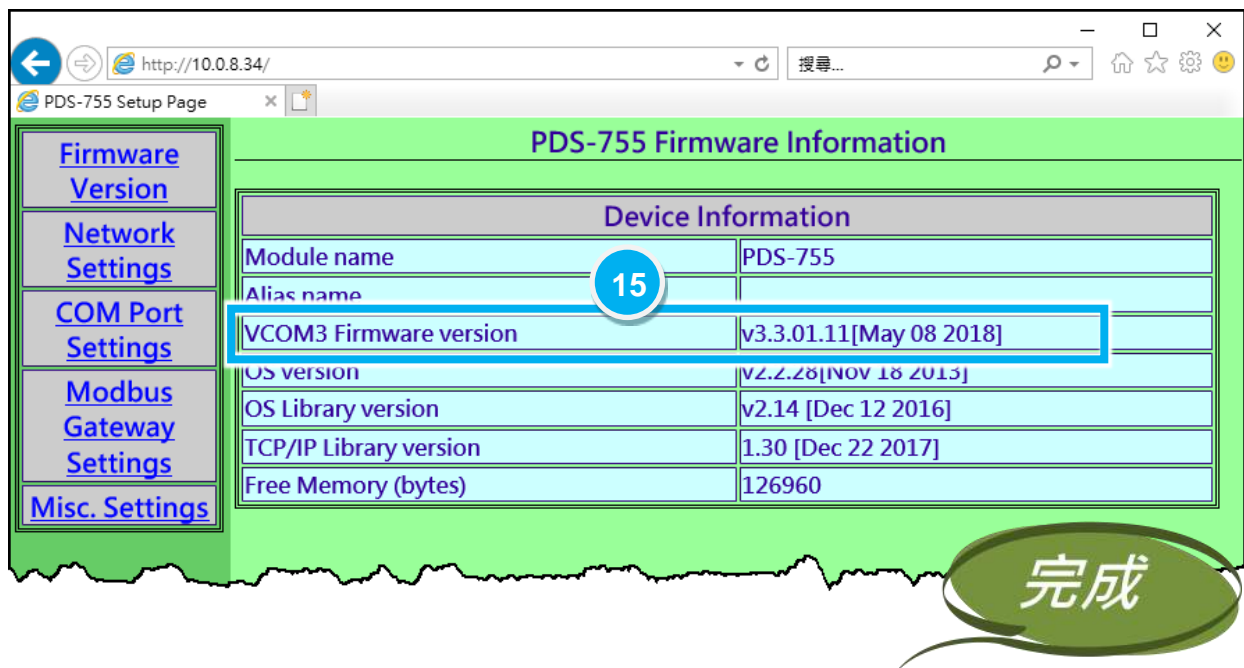 http://10.0.8.34/
搜尋...
PDS-755 Setup Page
Firmware
Version
Network
Settings
COM Port
Settings
Modbus
Gateway
Settings
Misc. Settings
PDS-755 Firmware Information
Device Information
Module name PDS-755
15
Alias name
VCOM3 Firmware version v3.3.01.11[May 08 2018]
OS version v2.2.28[Nov 18 2013]
OS Library version v2.14 [Dec 12 2016]
TCP/IP Library version 1.30 [Dec 22 2017]
Free Memory (bytes) 126960
完成